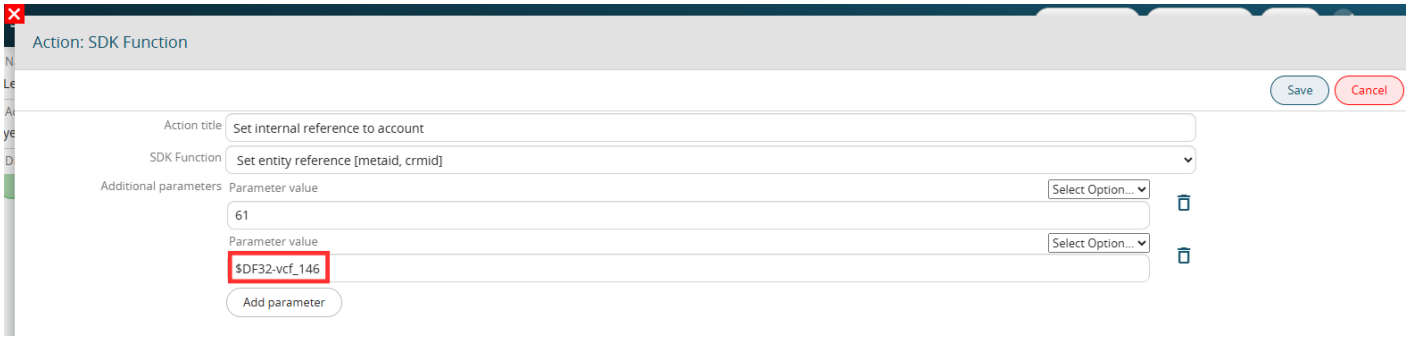 Action: SDK Function
Save
Cancel
Action title
Set internal reference to account
SDK Function
Set entity reference [metaid, crmid]
Additional parameters
Parameter value
Select Option...
61
Parameter value
Select Option...
$DF32-vcf_146
Add parameter